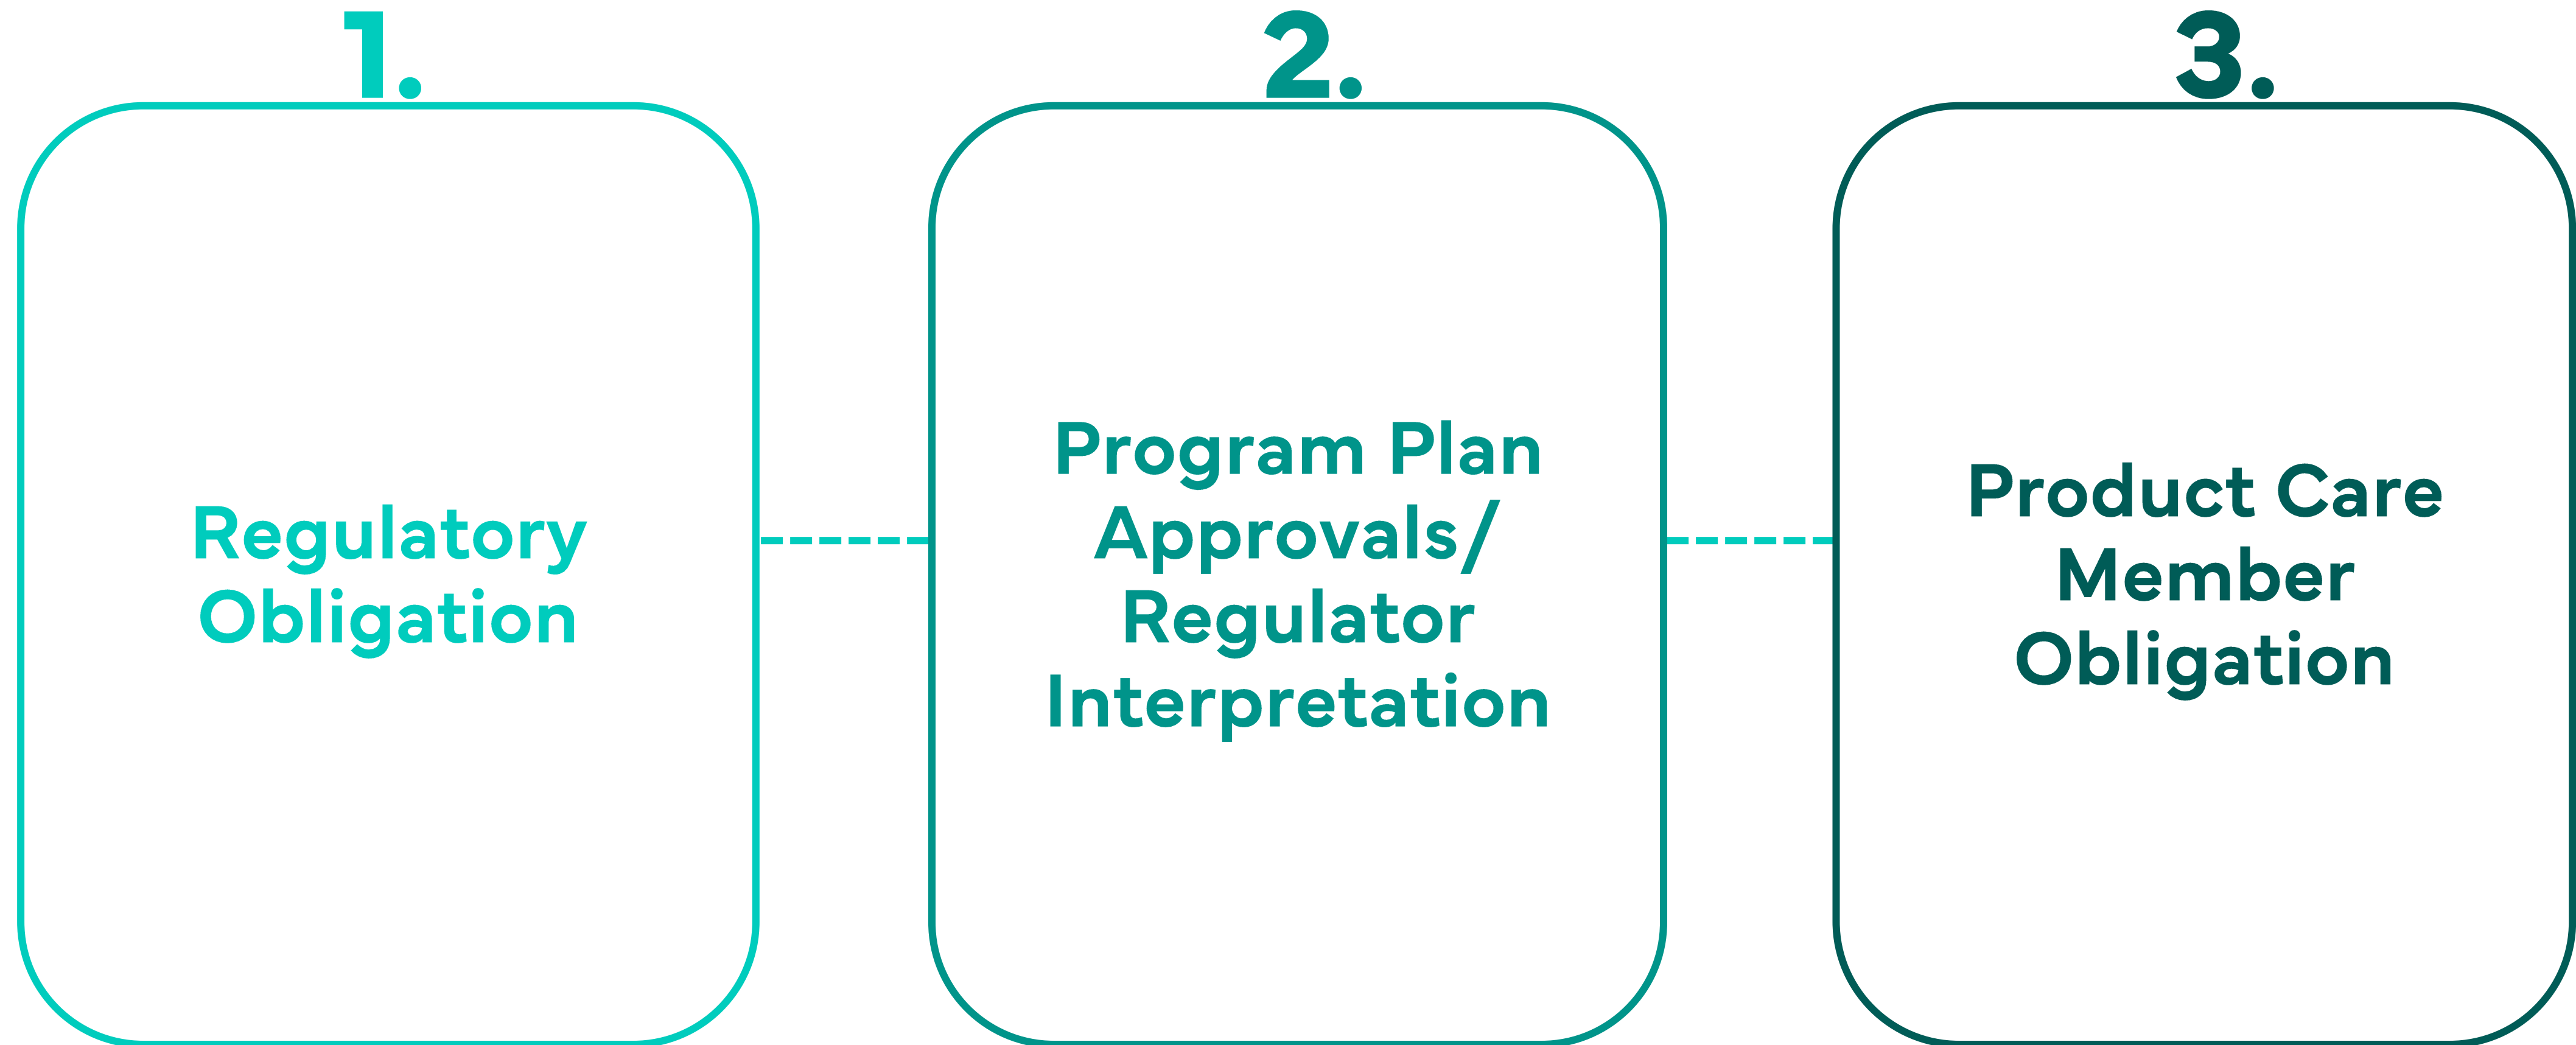 1.
Regulatory
Obligation
2.
Program Plan
Approvals/
Regulator
Interpretation
3.
Product Care
Member
Obligation